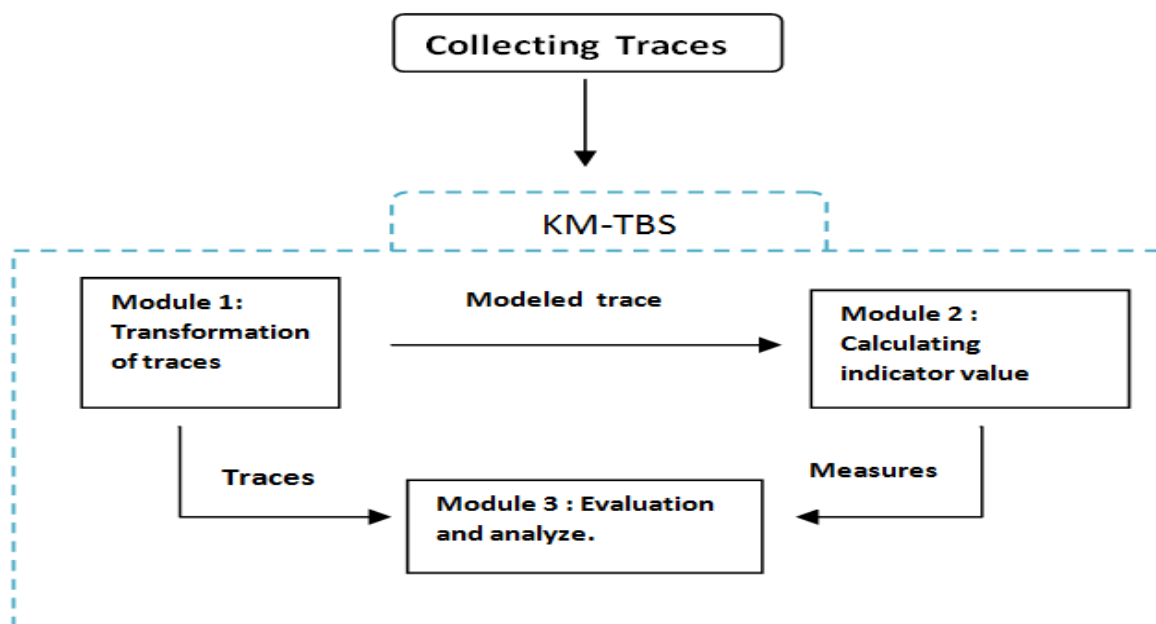 Collecting Traces
KM-TBS
Module 1:
Transformation
of traces
Modeled trace
Module 2 :
Calculating
indicator value
Traces
Measures
Module 3 : Evaluation
and analyze.